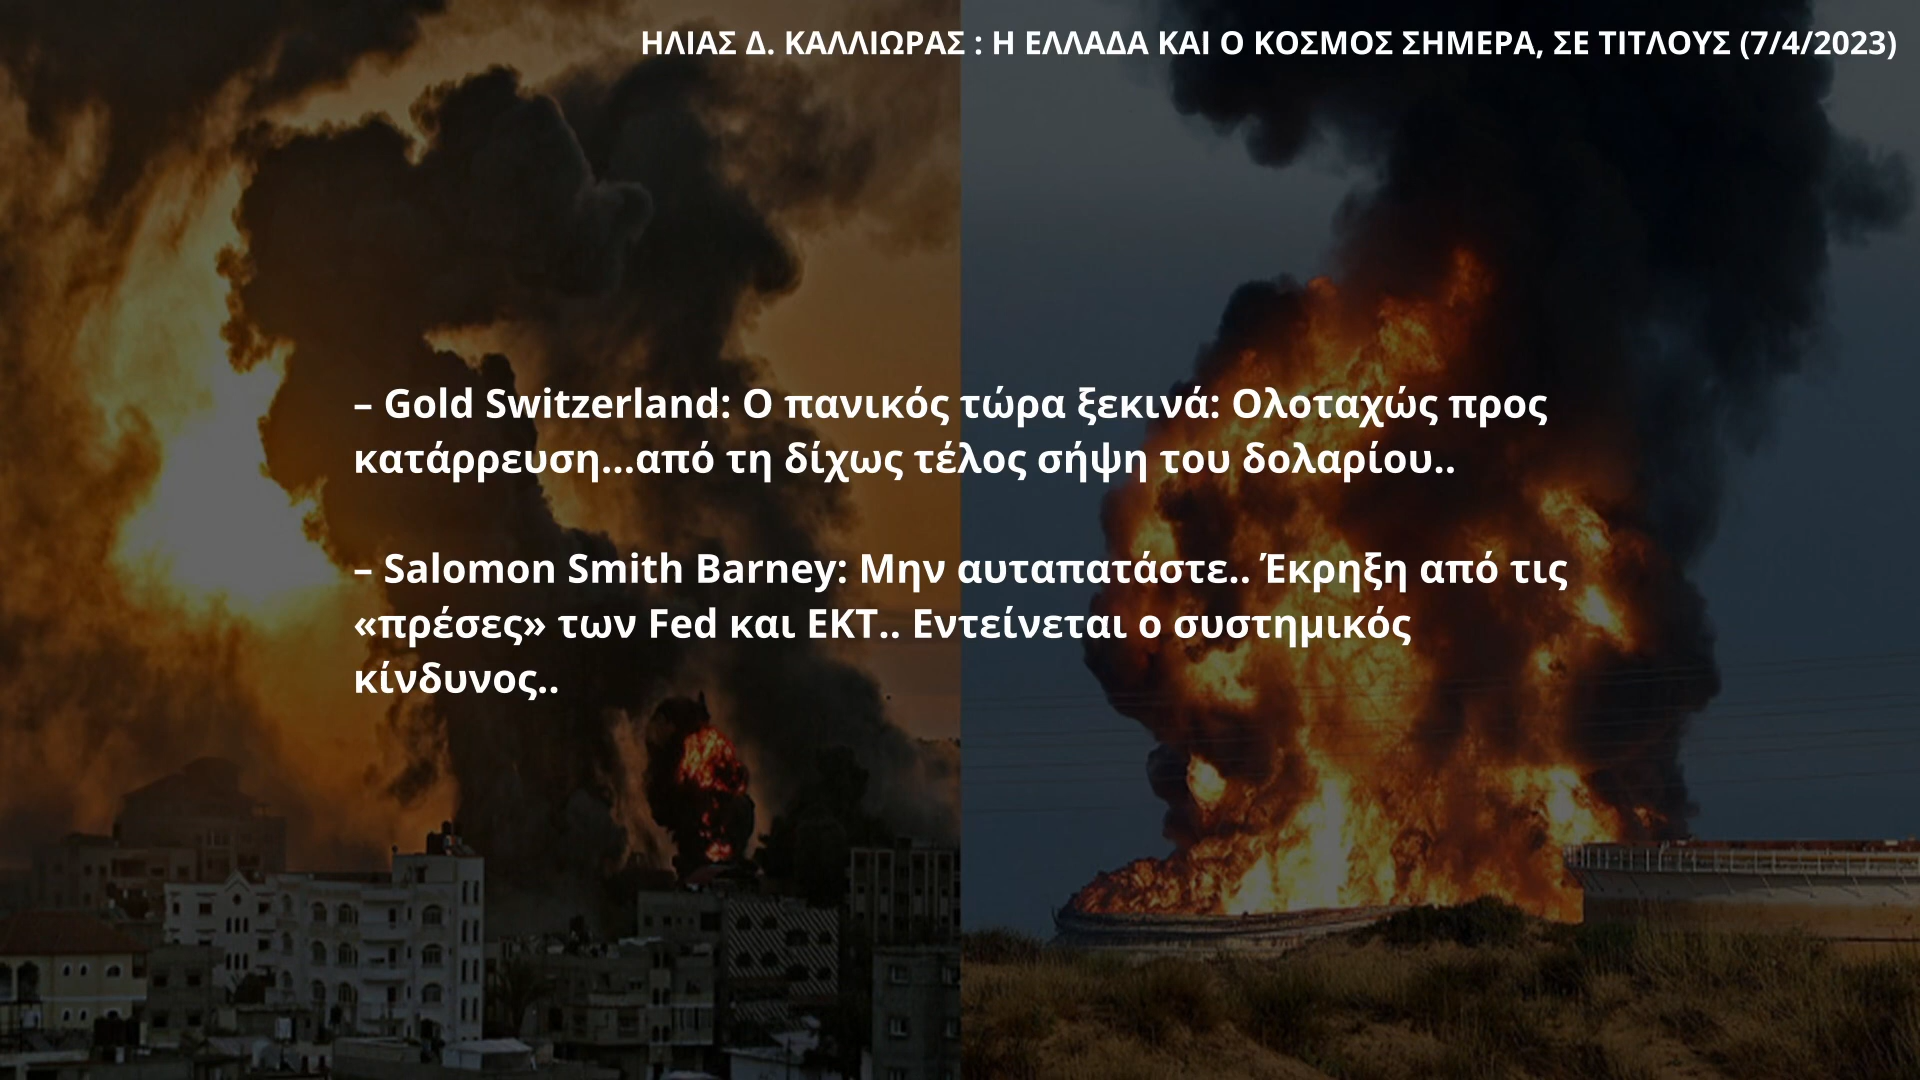 ΗΛΙΑΣ Δ. ΚΑΛΛΙΩΡΑΣ : Η ΕΛΛΑΔΑ ΚΑΙ Ο ΚΟΣΜΟΣ ΣΗΜΕΡΑ, ΣΕ ΤΙΤΛΟΥΣ (7/4/2023)
– Gold Switzerland: Ο πανικός τώρα ξεκινά: Ολοταχώς προς
κατάρρευση...από τη δίχως τέλος σήψη του δολαρίου..
– Salomon Smith Barney: Μην αυταπατάστε.. Έκρηξη από τις
«πρέσες» των Fed και ΕΚΤ.. Εντείνεται ο συστημικός
κίνδυνος..